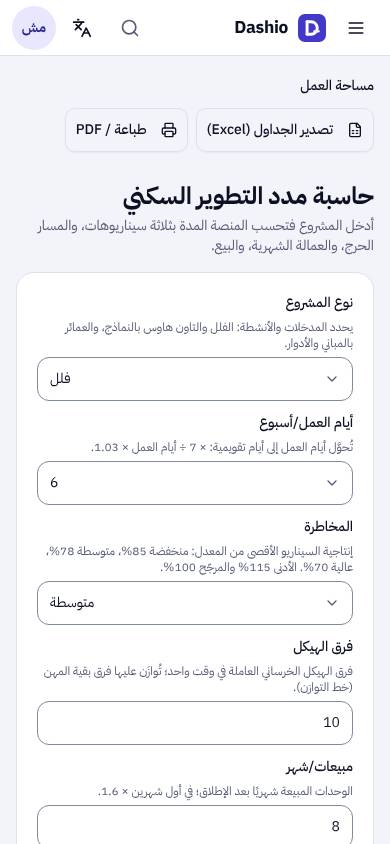 Dashio
مش
مساحة العمل
تصدير الجداول (Excel)
طباعة / PDF
حاسبة مدد التطوير السكني
أدخل المشروع فتحسب المنصة المدة بثلاثة سيناريوهات، والمسار
الحرج، والعمالة الشهرية، والبيع.
نوع المشروع
يحدد المدخلات والأنشطة: الفلل والتاون هاوس بالنماذج، والعمائر
بالمباني والأدوار.
فلل
أيام العمل/أسبوع
تُحوَّل أيام العمل إلى أيام تقويمية: × 7 ÷ أيام العمل × 1.03.
6
المخاطرة
إنتاجية السيناريو الأقصى من المعدل: منخفضة 85%، متوسطة 78%،
عالية 70%. الأدنى 115% والمرجّح 100%.
متوسطة
فرق الهيكل
فرق الهيكل الخرساني العاملة في وقت واحد؛ تُوازَن عليها فرق بقية المهن
(خط التوازن).
10
مبيعات/شهر
الوحدات المبيعة شهريًا بعد الإطلاق؛ في أول شهرين × 1.6.
8